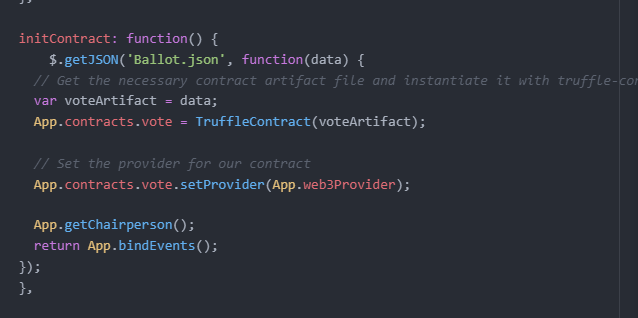 },
initContract: function() {
$.getJSON('Ballot.json', function(data) {
// Get the necessary contract artifact file and instantiate it with truffle-con
var voteArtifact = data;
App.contracts.vote = TruffleContract(voteArtifact);
// Set the provider for our contract
App.contracts.vote.setProvider(App.web3Provider);
App.getChairperson();
return App.bindEvents();
});
},